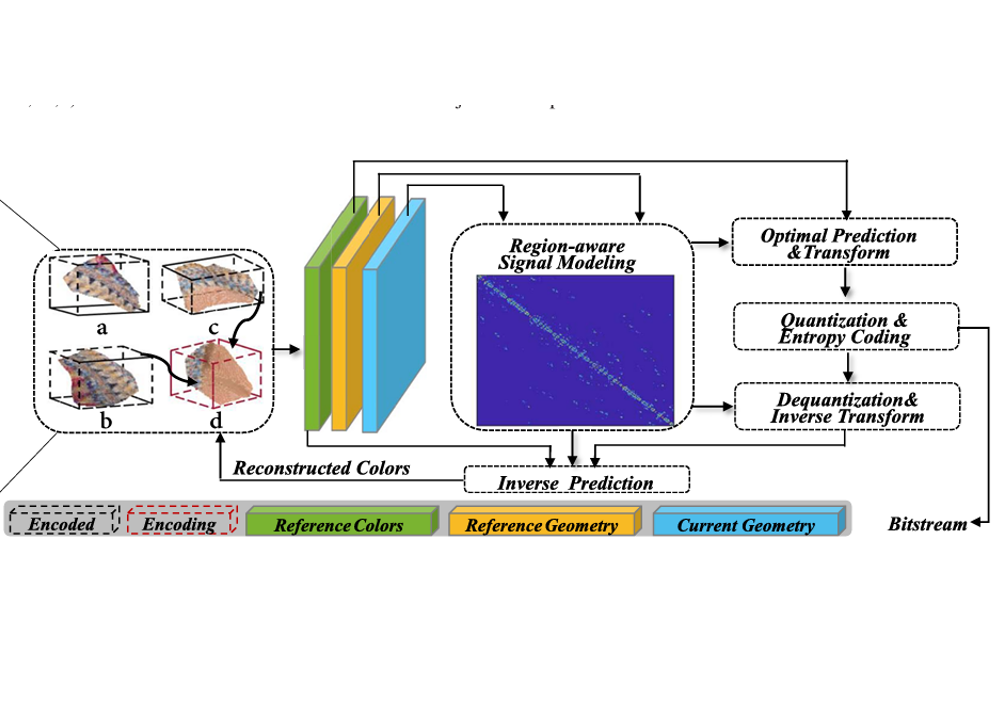 Region-aware
Signal Modeling
Optimal Prediction
&Transform
a
c
Quantization &
Entropy Coding
b
d
Dequantization&
Inverse Transform
Reconstructed Colors
Inverse Prediction
Encoded
Encoding
Reference Colors
Reference Geometry
Current Geometry
Bitstream